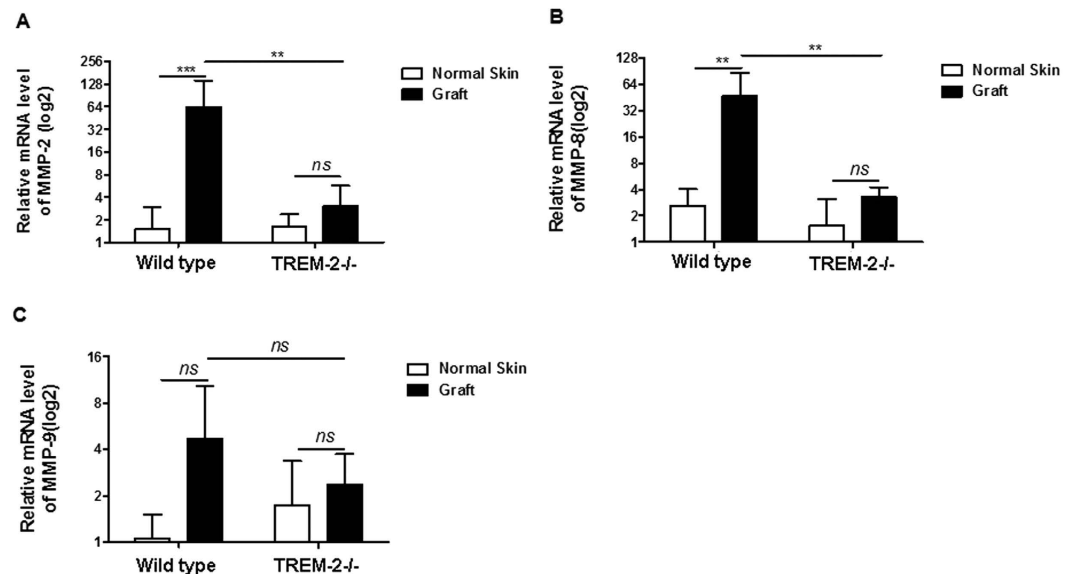 A
Relative mRNA level
of MMP-2 (log2)
256
128
64
32
16
8
4
2
1
***
**
ns
Wild type
TREM-2-/-
Normal Skin
Graft
B
Relative mRNA level
of MMP-8(log2)
128
64
32
16
8
4
2
1
**
**
ns
Wild type
TREM-2-/-
Normal Skin
Graft
C
Relative mRNA level
of MMP-9(log2)
16
8
4
2
1
ns
ns
ns
Wild type
TREM-2-/-
Normal Skin
Graft